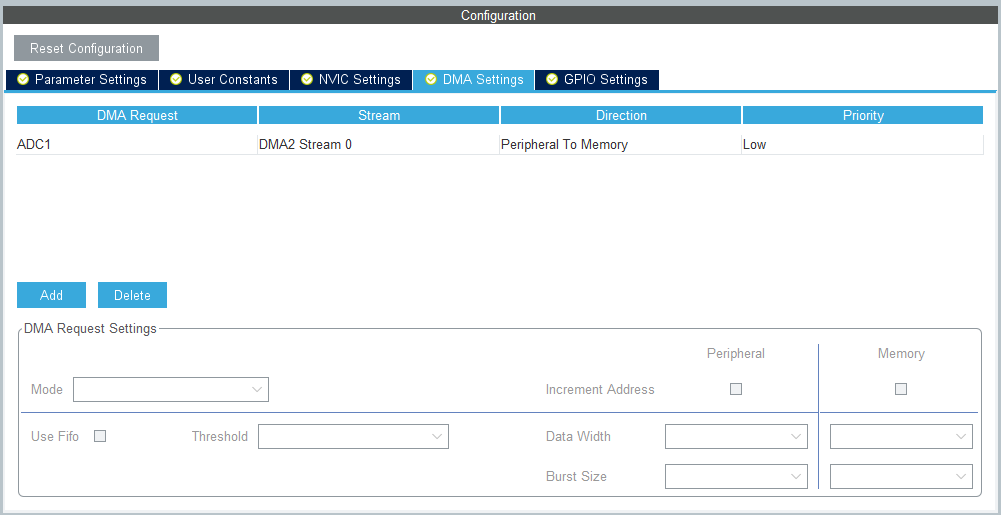 Configuration
Reset Configuration
Parameter Settings User Constants NVIC Settings DMA Settings GPIO Settings
DMA Request Stream Direction Priority
ADC1 DMA2 Stream 0 Peripheral To Memory Low
Add Delete
DMA Request Settings
Peripheral Memory
Mode Increment Address
Use Fifo Threshold Data Width
Burst Size